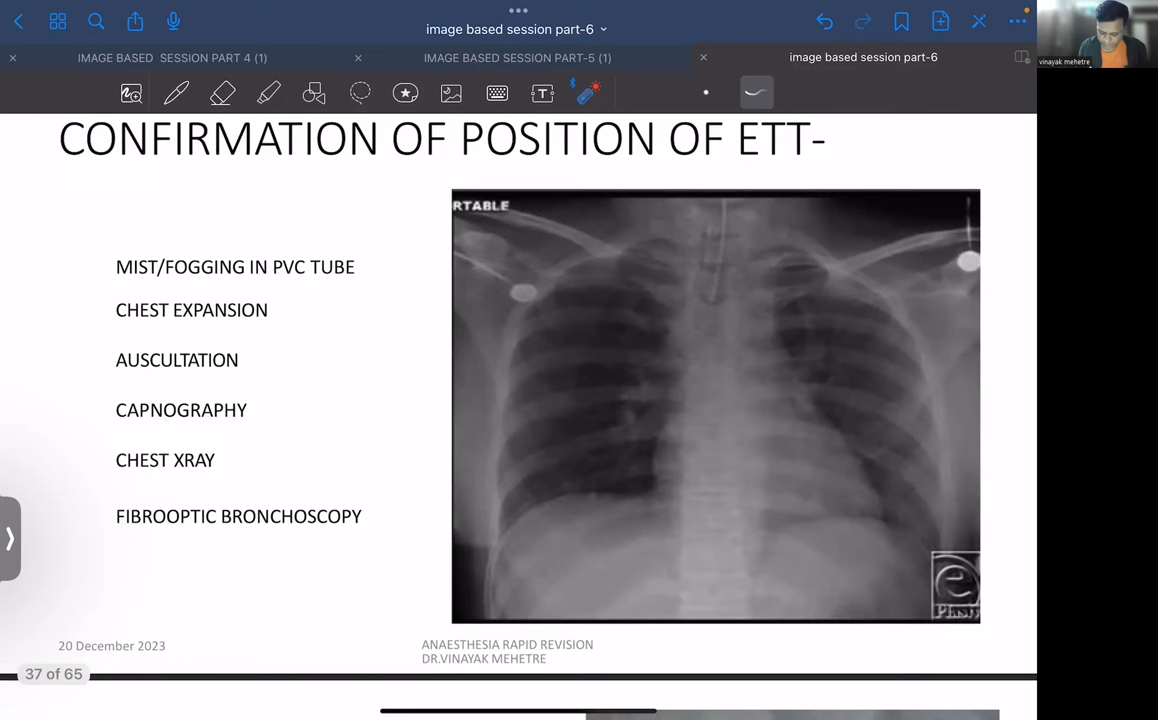 image based session part-6
IMAGE BASED SESSION PART 4 (1)
IMAGE BASED SESSION PART-5 (1)
image based session part-6
vinayak mehetre
T
CONFIRMATION OF POSITION OF ETT-
RTABLE
MIST/FOGGING IN PVC TUBE
CHEST EXPANSION
AUSCULTATION
CAPNOGRAPHY
CHEST XRAY
FIBROOPTIC BRONCHOSCOPY
e
Plasty
20 December 2023
ANAESTHESIA RAPID REVISION
DR.VINAYAK MEHETRE
37 of 65